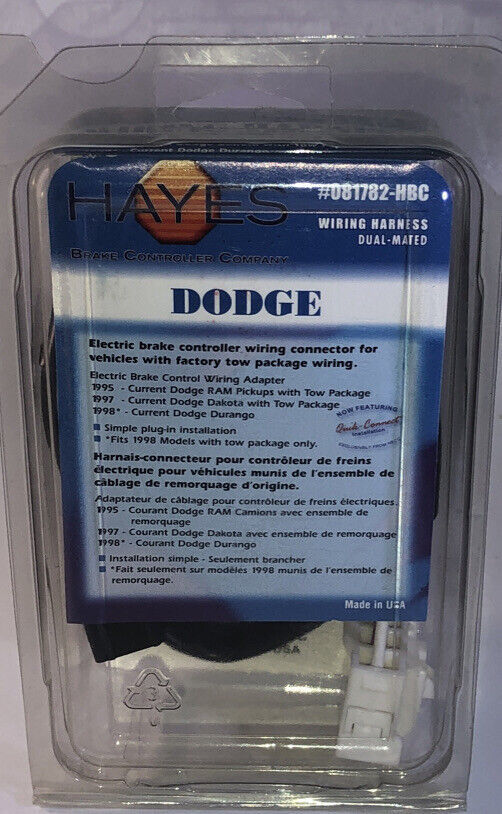 Current Dodge Durango
HAYES
BRAKE CONTROLLER COMPANY
#081782-HBC
WIRING HARNESS
DUAL-MATED
DODGE
Electric brake controller wiring connector for
vehicles with factory tow package wiring.
Electric Brake Control Wiring Adapter
1995 - Current Dodge RAM Pickups with Tow Package
1997 - Current Dodge Dakota with Tow Package
1998* - Current Dodge Durango
Simple plug-in installation
*Fits 1998 Models with tow package only.
NOW FEATURING
Quik-Connect
Installation
EXCLUSIVELY FROM
Harnais-connecteur pour contrôleur de freins
électrique pour véhicules munis de l'ensemble de
câblage de remorquage d'origine.
Adaptateur de câblage pour contrôleur de freins électriques.
1995 - Courant Dodge RAM Camions avec ensemble de
remorquage
1997 - Courant Dodge Dakota avec ensemble de remorquage
1998* - Courant Dodge Durango
Installation simple - Seulement brancher
*Fait seulement sur modèles 1998 munis de l'ensemble de
remorquage.
Made in USA
USA